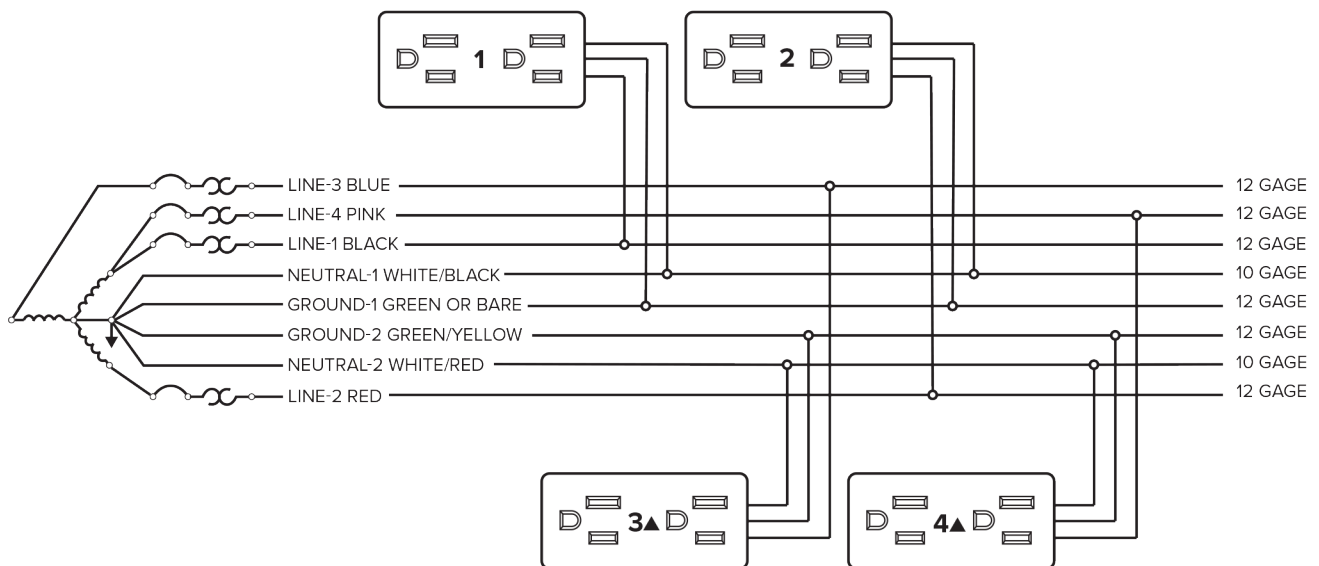 1
2
LINE-3 BLUE 12 GAGE
LINE-4 PINK 12 GAGE
LINE-1 BLACK 12 GAGE
NEUTRAL-1 WHITE/BLACK 10 GAGE
GROUND-1 GREEN OR BARE 12 GAGE
GROUND-2 GREEN/YELLOW 12 GAGE
NEUTRAL-2 WHITE/RED 10 GAGE
LINE-2 RED 12 GAGE
3▲
4▲